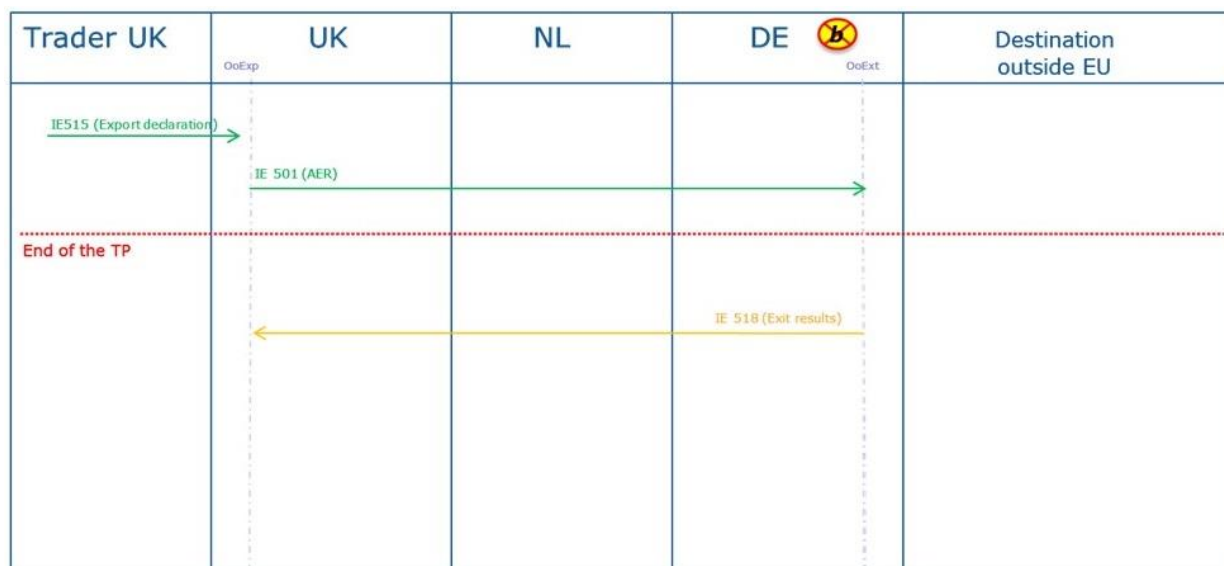 Trader UK
UK
NL
DE
b
Destination
outside EU
OoExp
OoExt
IE515 (Export declaration)
IE 501 (AER)
End of the TP
IE 518 (Exit results)